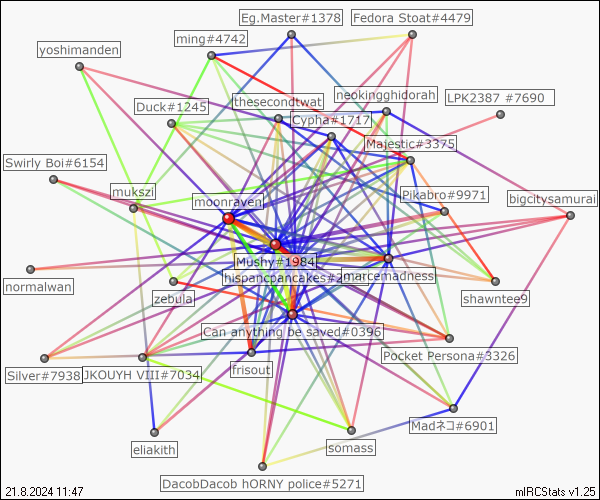 Eg.Master#1378
Fedora Stoat#4479
ming#4742
yoshimanden
LPK2387 #7690
neokingghidorah
thesecondtwat
Duck#1245
Cypha#1717
Majestic#3375
Swirly Boi#6154
mukszi
Pikabro#9971
bigcitysamurai
moonraven
Mushy#1984
hispancpancakes#2
marcemadness
normalwan
zebula
shawntee9
Can anything be saved#0396
Pocket Persona#3326
Silver#7938
JKOUYH VIII#7034
frisout
Madネコ#6901
eliakith
somass
DacobDacob hORNY police#5271
21.8.2024 11:47
mIRCStats v1.25